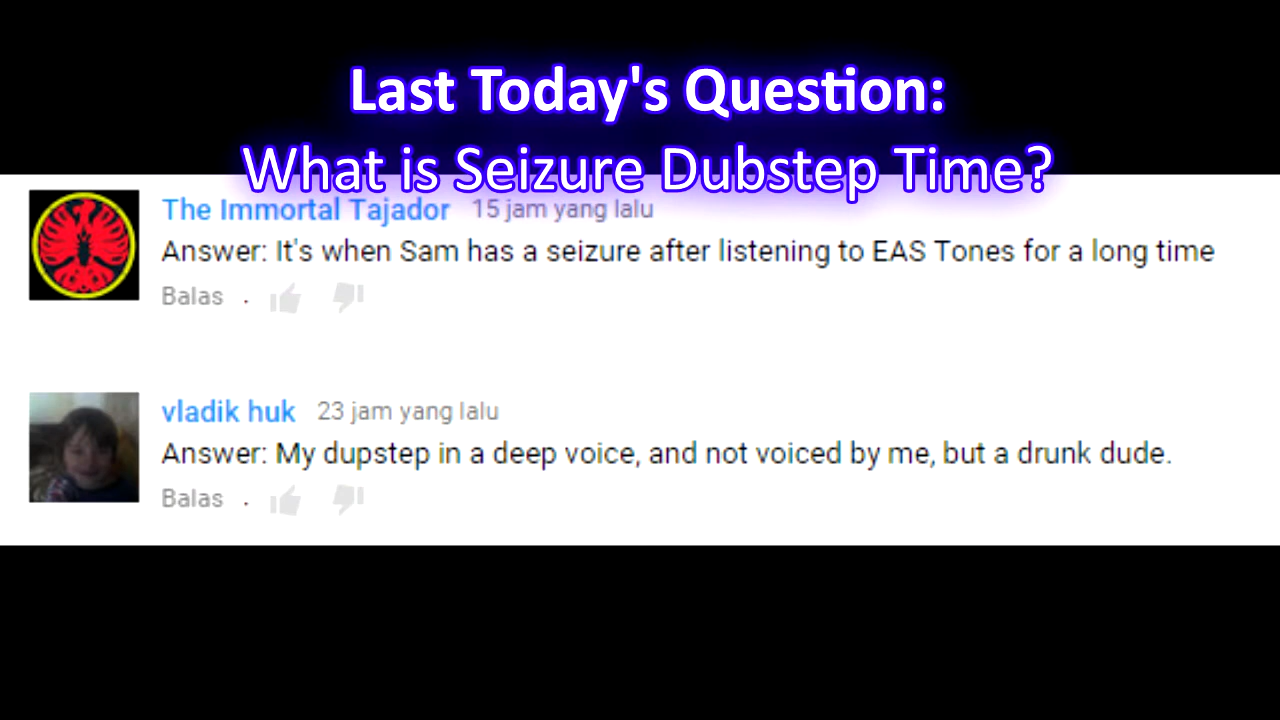 Last Today's Question:
What is Seizure Dubstep Time?
The Immortal Tajador 15 jam yang lalu
Answer: It's when Sam has a seizure after listening to EAS Tones for a long time
Balas .
vladik huk 23 jam yang lalu
Answer: My dupstep in a deep voice, and not voiced by me, but a drunk dude.
Balas .